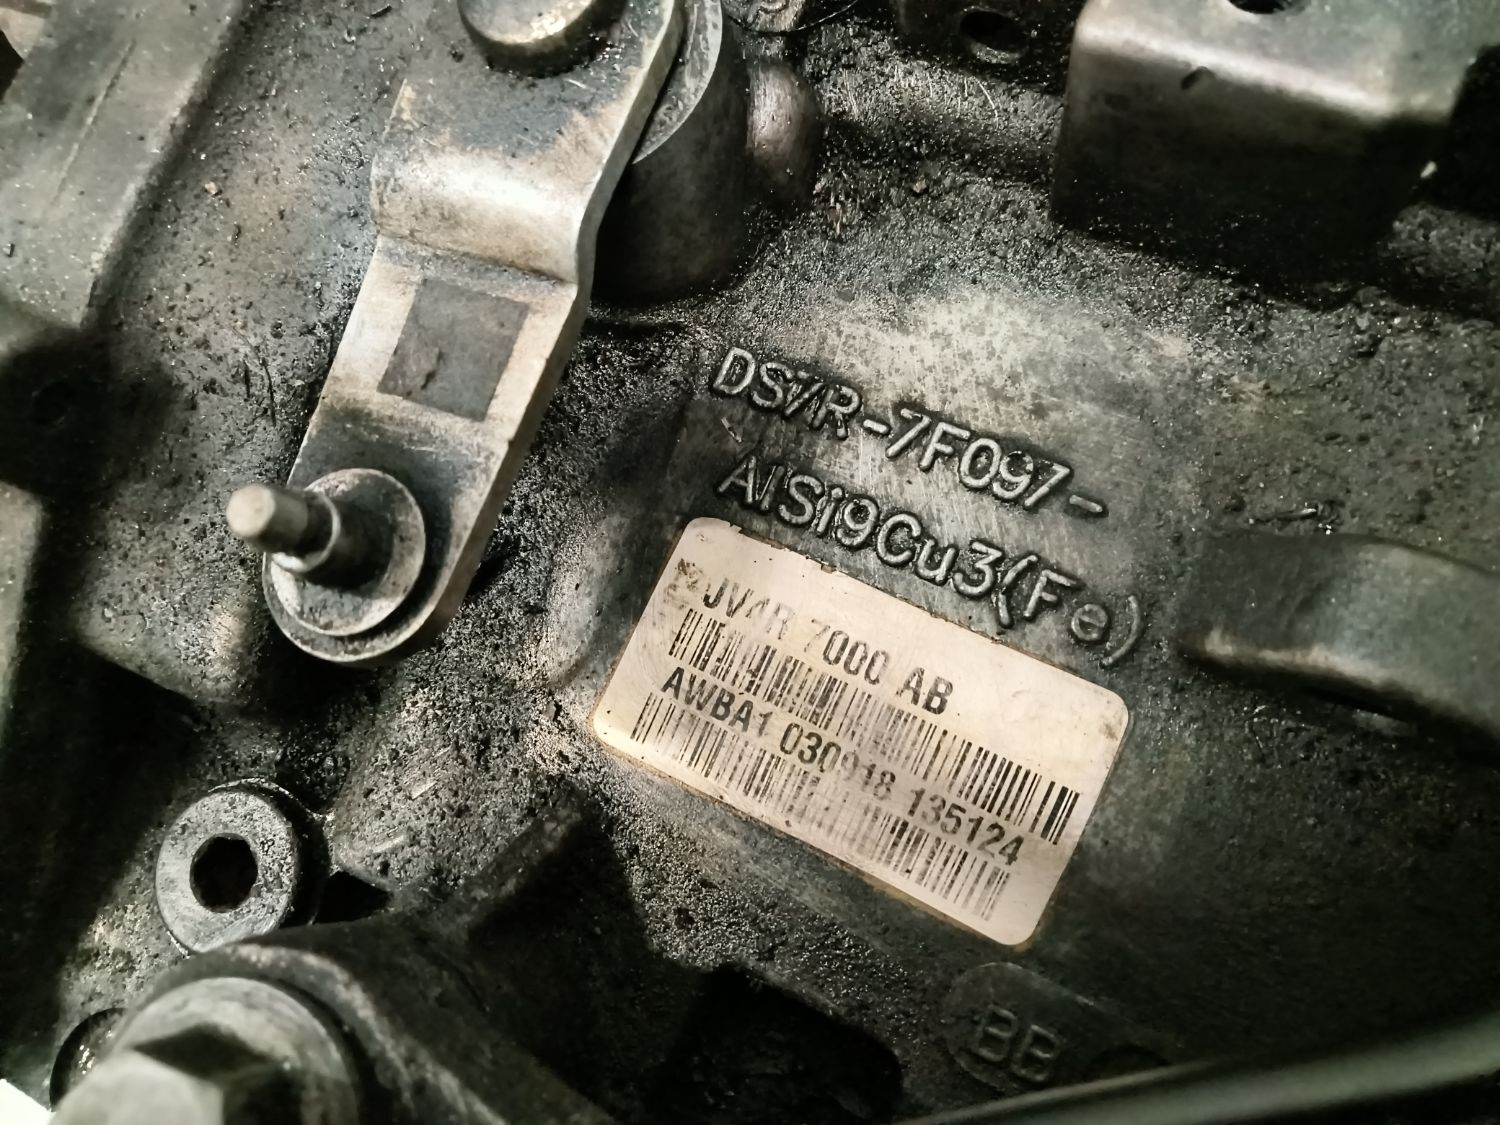 DS7R-7F097-
AlSi9Cu3(Fe)
JV4R 7000 AB
AWBA1 030918 135124
BB